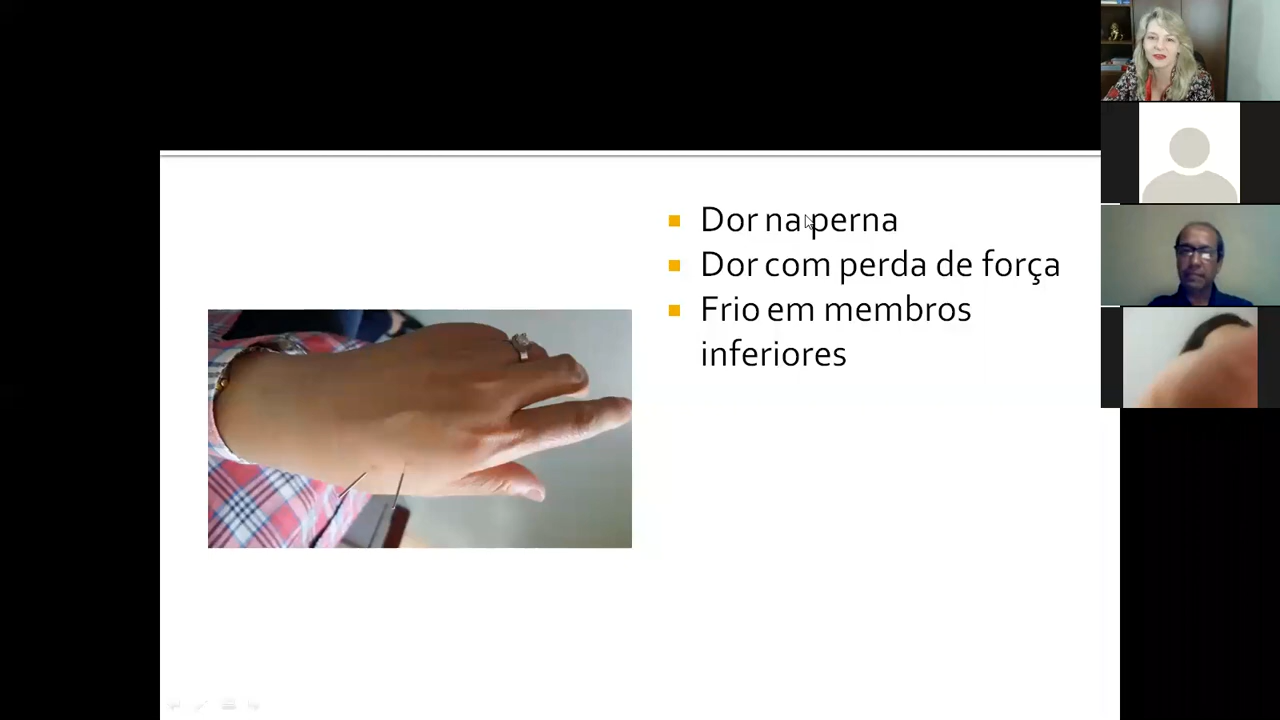 Dor na perna
Dor com perda de força
Frio em membros
inferiores